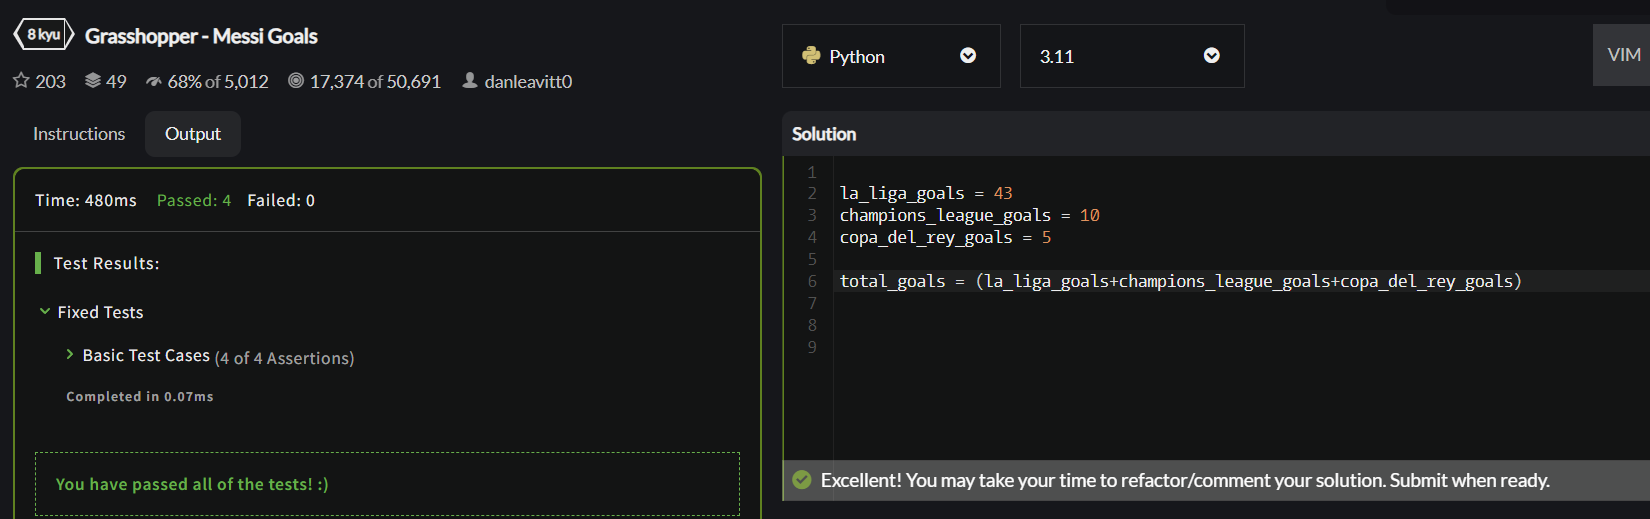 8 kyu Grasshopper - Messi Goals
203 49 68% of 5,012 17,374 of 50,691 danleavitt0
Instructions Output
Time: 480ms Passed: 4 Failed: 0
Test Results:
Fixed Tests
Basic Test Cases (4 of 4 Assertions)
Completed in 0.07ms
You have passed all of the tests! :)
Python 3.11 VIM
Solution
1
2 la_liga_goals = 43
3 champions_league_goals = 10
4 copa_del_rey_goals = 5
5
6 total_goals = (la_liga_goals+champions_league_goals+copa_del_rey_goals)
7
8
9
Excellent! You may take your time to refactor/comment your solution. Submit when ready.